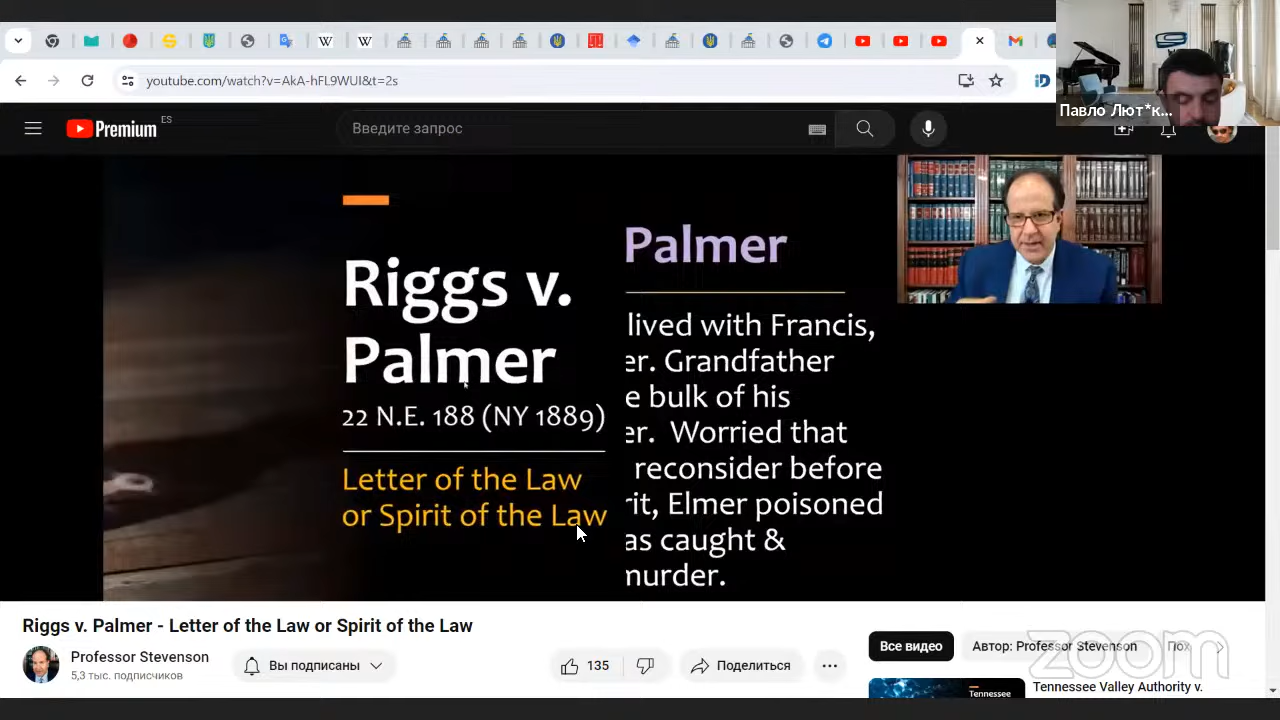 youtube.com/watch?v=AkA-hFL9WUI&t=2s
Павло Лют*к...
Premium
ES
Введите запрос
Riggs v.
Palmer
22 N.E. 188 (NY 1889)
Letter of the Law
or Spirit of the Law
Palmer
lived with Francis,
er. Grandfather
e bulk of his
er. Worried that
reconsider before
rit, Elmer poisoned
as caught &
murder.
Riggs v. Palmer - Letter of the Law or Spirit of the Law
Professor Stevenson
5,3 тыс. подписчиков
Вы подписаны
135
Поделиться
Все видео
Автор: Professor Stevenson
Пох
zoom
Tennessee
Tennessee Valley Authority v.